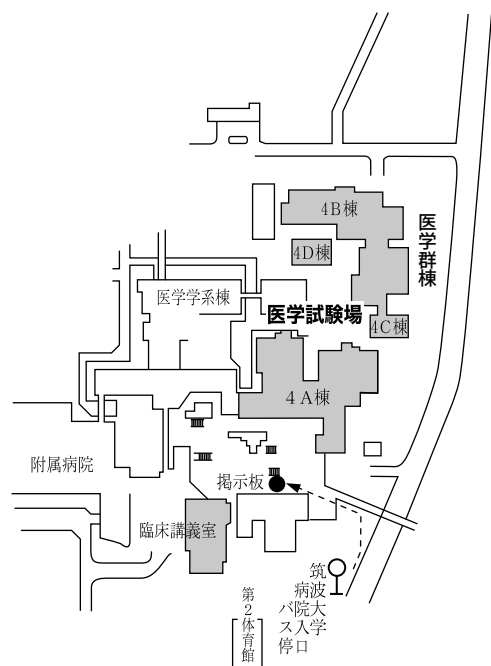 4B棟
医学群棟
4D棟
医学学系棟
医学試験場
4C棟
4A棟
附属病院
掲示板
臨床講義室
筑波大学
病院入口
バス停
第2体育館